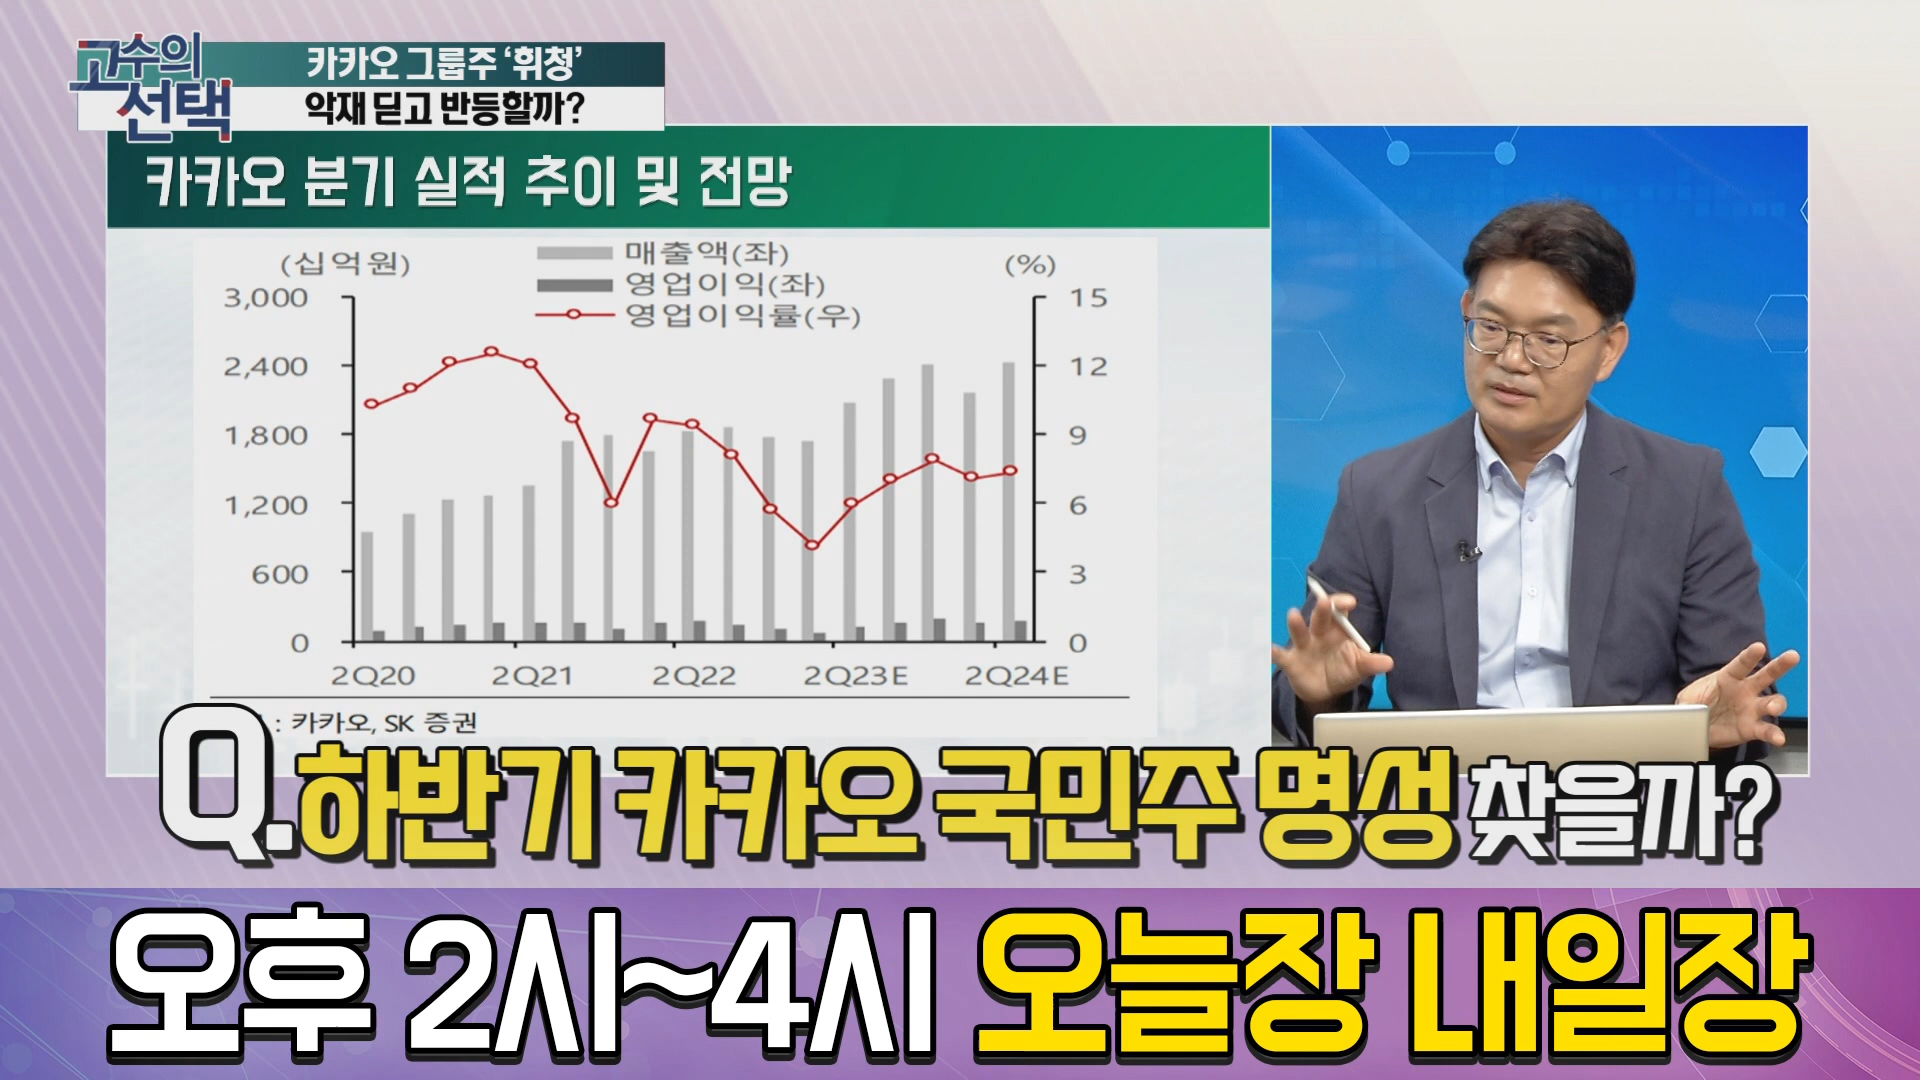 고수의
선택
카카오 그룹주 ‘휘청’
악재 딛고 반등할까?
카카오 분기 실적 추이 및 전망
(십억원)
매출액(좌)
영업이익(좌)
영업이익률(우)
(%)
3,000
2,400
1,800
1,200
600
0
15
12
9
6
3
0
2Q20 2Q21 2Q22 2Q23E 2Q24E
: 카카오, SK 증권
Q.하반기 카카오 국민주 명성 찾을까?
오후 2시~4시 오늘장 내일장